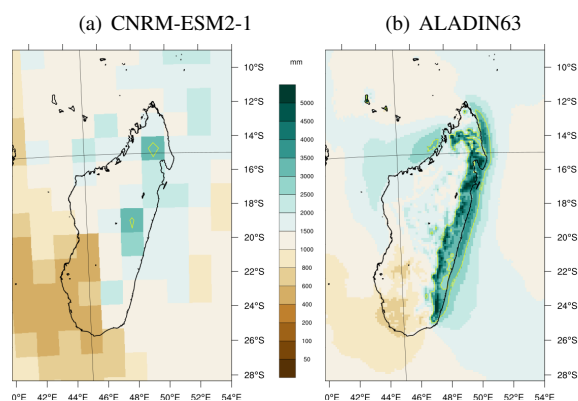 (a) CNRM-ESM2-1
(b) ALADIN63
mm
10°S
12°S
14°S
16°S
18°S
20°S
22°S
24°S
26°S
28°S
40°E 42°E 44°E 46°E 48°E 50°E 52°E 54°E
5000
4000
3500
3000
2500
2000
1500
1000
800
600
400
200
100
50
10°S
12°S
14°S
16°S
18°S
20°S
22°S
24°S
26°S
28°S
40°E 42°E 44°E 46°E 48°E 50°E 52°E 54°E